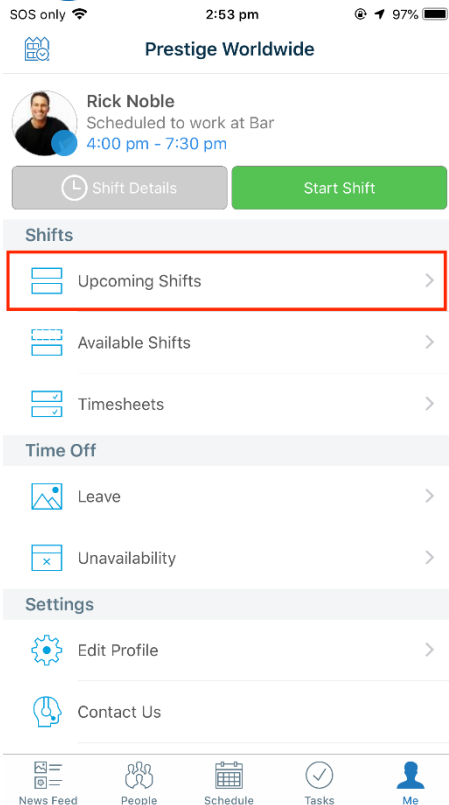 SOS only 2:53 pm 97%
Prestige Worldwide
Rick Noble
Scheduled to work at Bar
4:00 pm - 7:30 pm
Shift Details Start Shift
Shifts
Upcoming Shifts
Available Shifts
Timesheets
Time Off
Leave
Unavailability
Settings
Edit Profile
Contact Us
News Feed People Schedule Tasks Me